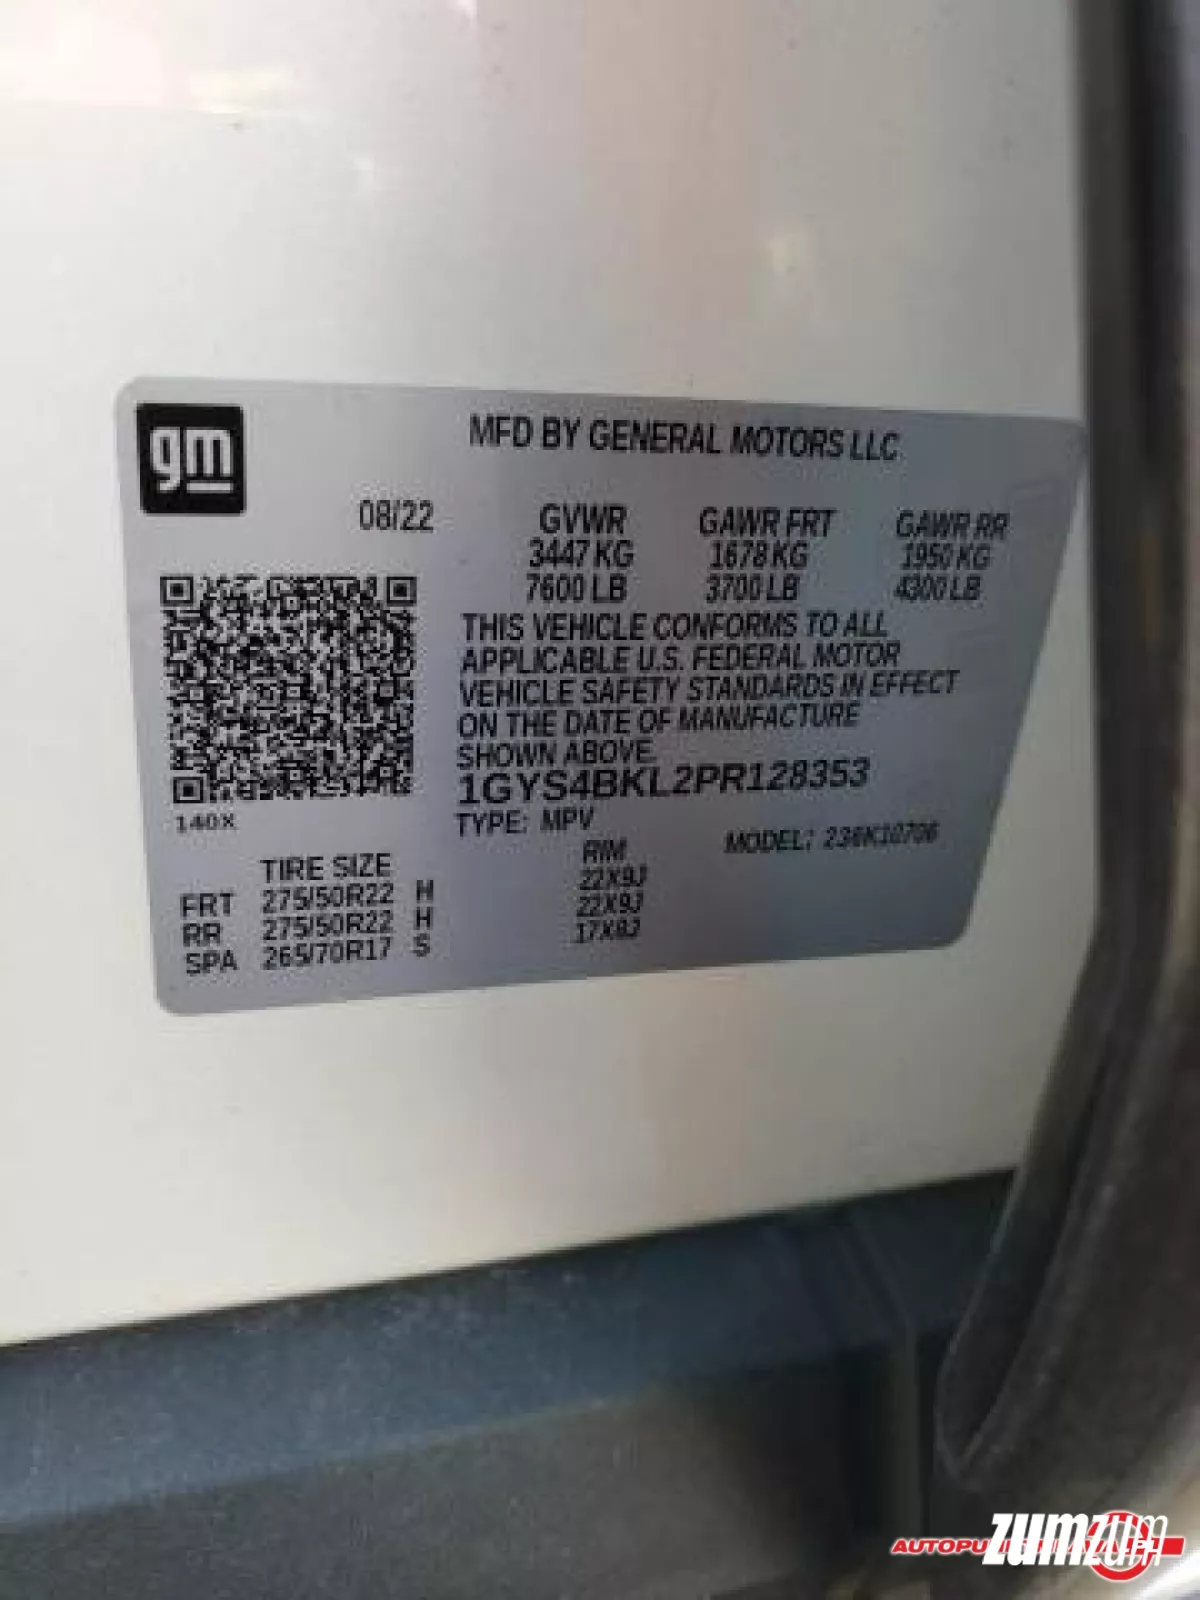 gm
MFD BY GENERAL MOTORS LLC
08/22
GVWR GAWR FRT GAWR RR
3447 KG 1678 KG 1950 KG
7600 LB 3700 LB 4300 LB
THIS VEHICLE CONFORMS TO ALL
APPLICABLE U.S. FEDERAL MOTOR
VEHICLE SAFETY STANDARDS IN EFFECT
ON THE DATE OF MANUFACTURE
SHOWN ABOVE.
1GYS4BKL2PR128353
140X
TYPE: MPV MODEL: 236K10706
TIRE SIZE RIM
FRT 275/50R22 H 22X9J
RR 275/50R22 H 22X9J
SPA 265/70R17 S 17X8J
zumzum